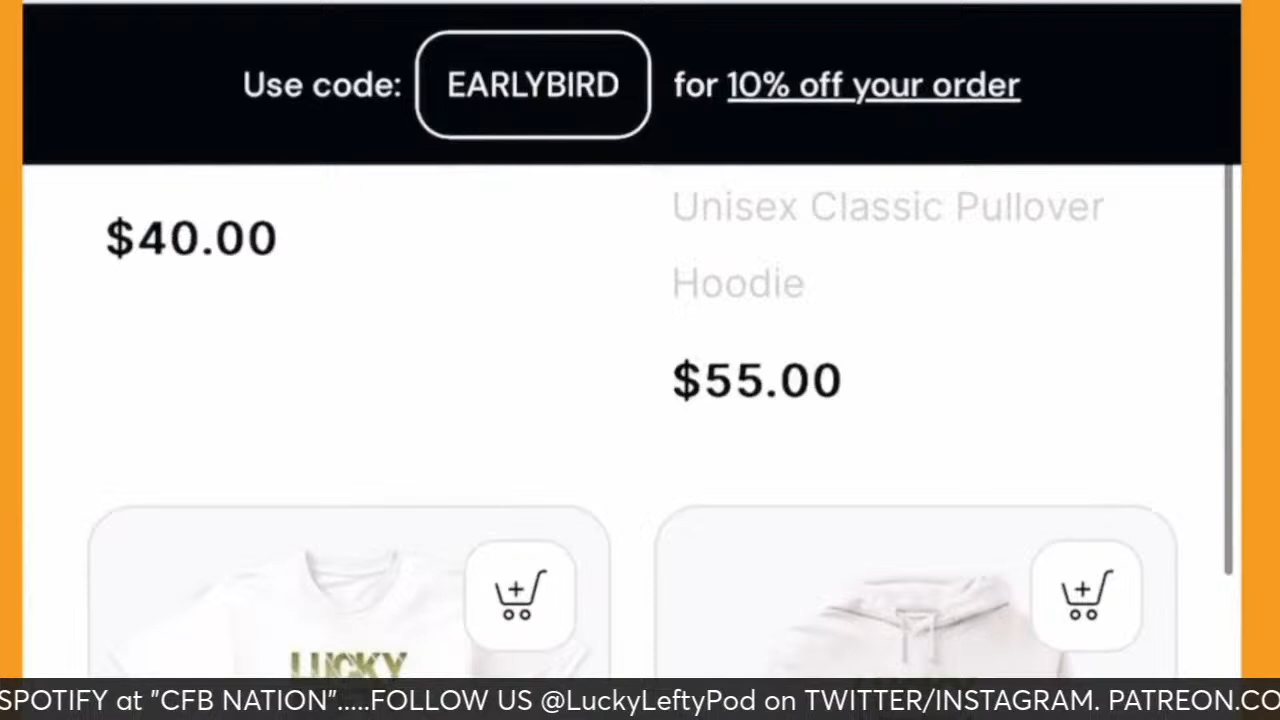 Use code: EARLYBIRD for 10% off your order
$40.00
Unisex Classic Pullover
Hoodie
$55.00
LUCKY
SPOTIFY at "CFB NATION".....FOLLOW US @LuckyLeftyPod on TWITTER/INSTAGRAM. PATREON.CO